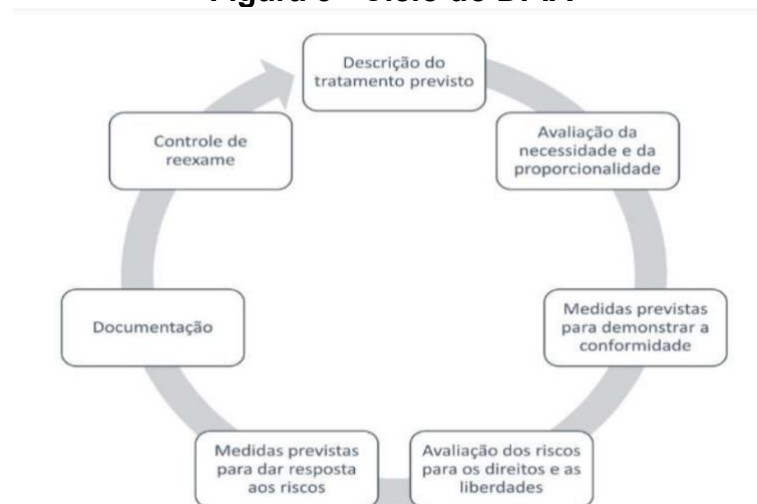 Descrição do
tratamento previsto
Avaliação da
necessidade e da
proporcionalidade
Medidas previstas
para demonstrar a
conformidade
Avaliação dos riscos
para os direitos e as
liberdades
Medidas previstas
para dar resposta
aos riscos
Documentação
Controle de
reexame